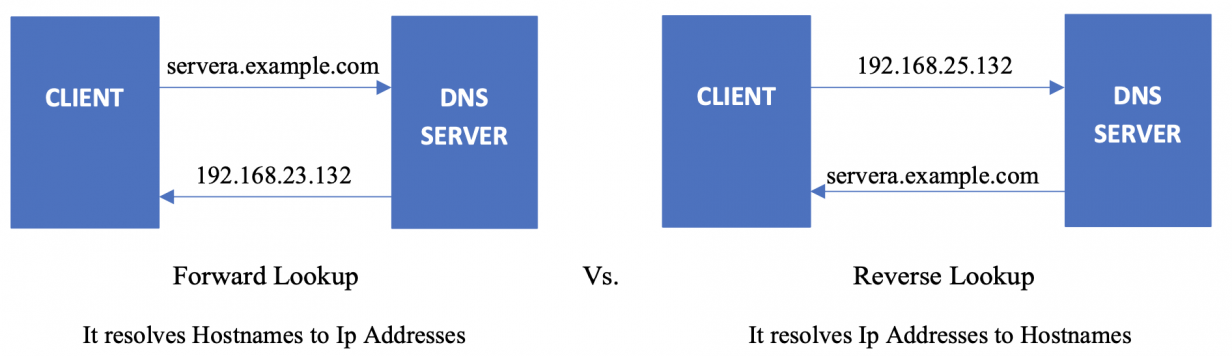 CLIENT
servera.example.com
DNS
SERVER
192.168.23.132
Forward Lookup
It resolves Hostnames to Ip Addresses
Vs.
CLIENT
192.168.25.132
DNS
SERVER
servera.example.com
Reverse Lookup
It resolves Ip Addresses to Hostnames